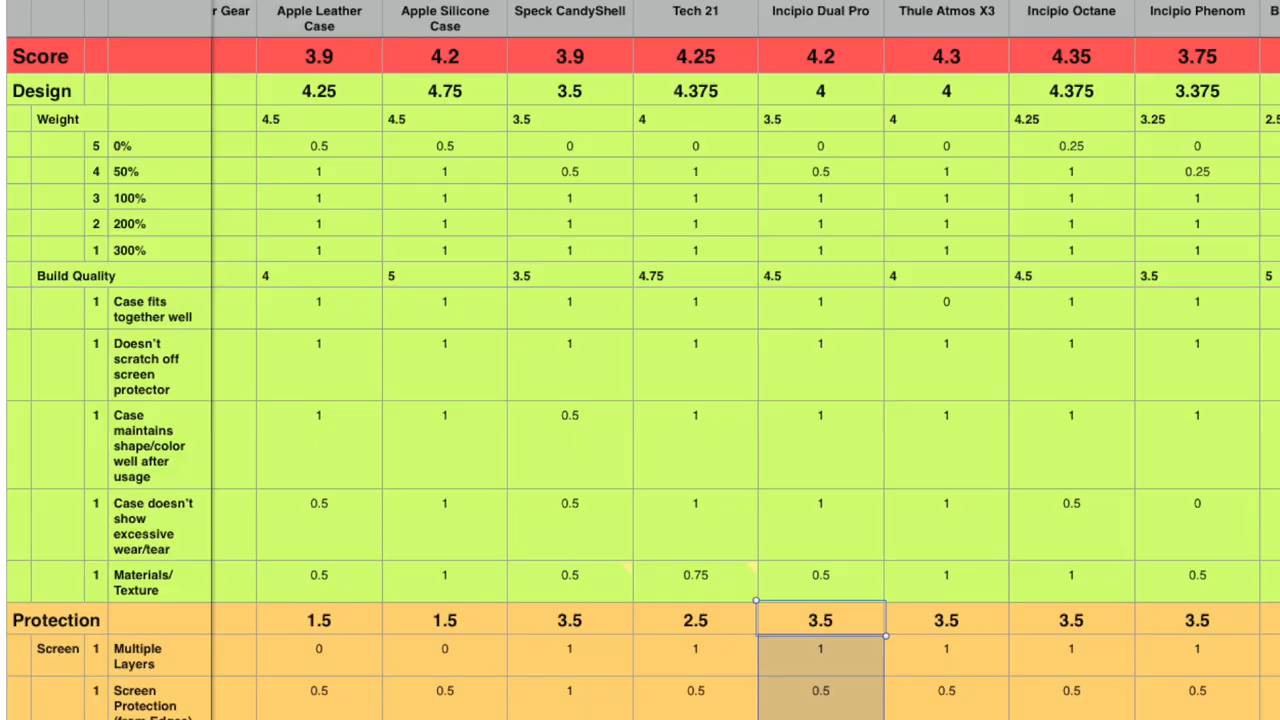 r Gear Apple Leather Case Apple Silicone Case Speck CandyShell Tech 21 Incipio Dual Pro Thule Atmos X3 Incipio Octane Incipio Phenom B
Score 3.9 4.2 3.9 4.25 4.2 4.3 4.35 3.75
Design 4.25 4.75 3.5 4.375 4 4 4.375 3.375
Weight 4.5 4.5 3.5 4 3.5 4 4.25 3.25 2.5
5 0% 0.5 0.5 0 0 0 0 0.25 0
4 50% 1 1 0.5 1 0.5 1 1 0.25
3 100% 1 1 1 1 1 1 1 1
2 200% 1 1 1 1 1 1 1 1
1 300% 1 1 1 1 1 1 1 1
Build Quality 4 5 3.5 4.75 4.5 4 4.5 3.5 5
1 Case fits together well 1 1 1 1 1 0 1 1
1 Doesn't scratch off screen protector 1 1 1 1 1 1 1 1
1 Case maintains shape/color well after usage 1 1 0.5 1 1 1 1 1
1 Case doesn't show excessive wear/tear 0.5 1 0.5 1 1 1 0.5 0
1 Materials/ Texture 0.5 1 0.5 0.75 0.5 1 1 0.5
Protection 1.5 1.5 3.5 2.5 3.5 3.5 3.5 3.5
Screen 1 Multiple Layers 0 0 1 1 1 1 1 1
1 Screen Protection (from Edges) 0.5 0.5 1 0.5 0.5 0.5 0.5 0.5